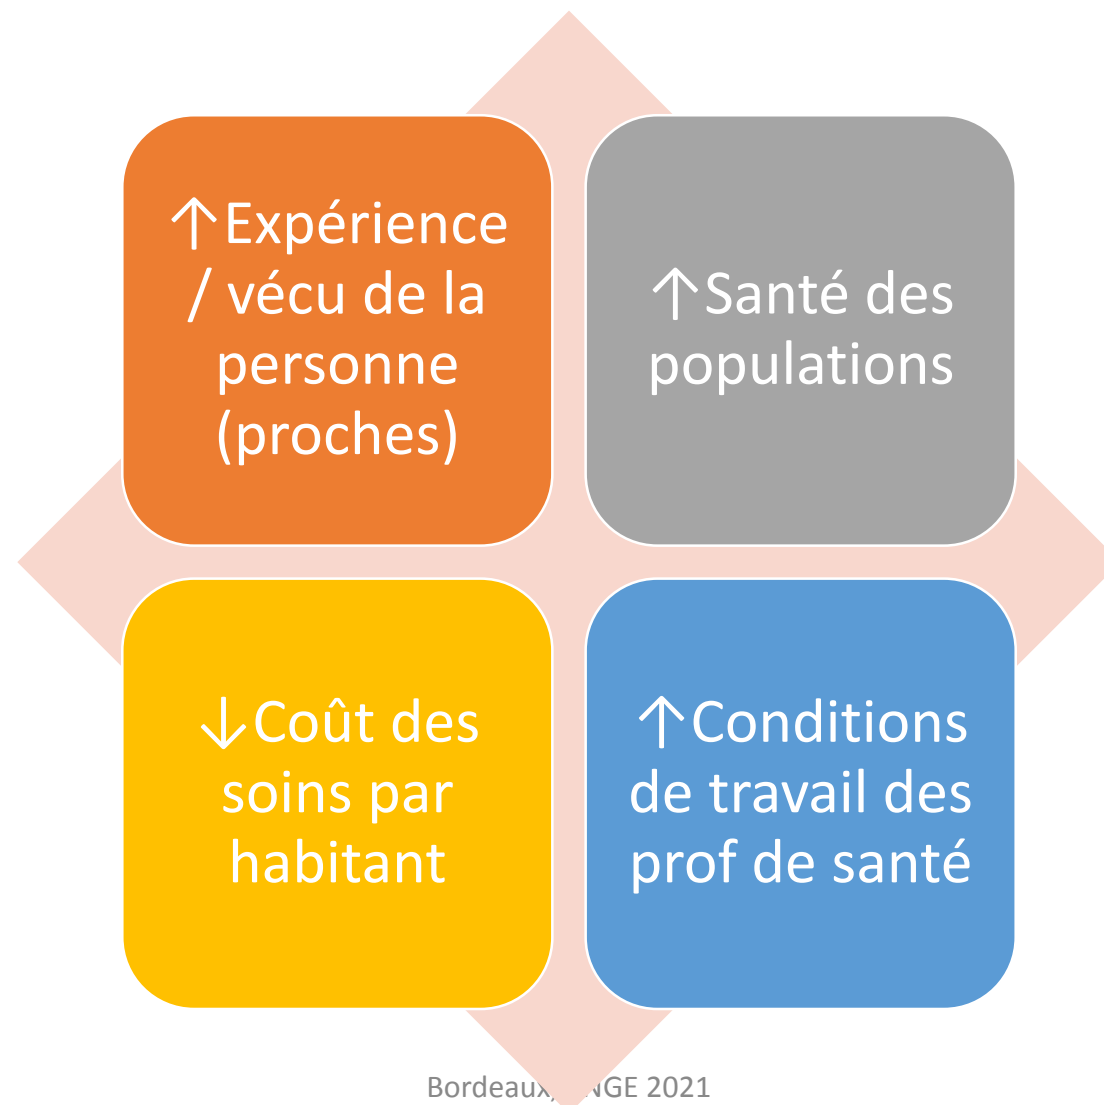 ↑Expérience
/ vécu de la
personne
(proches)
↑Santé des
populations
↓Coût des
soins par
habitant
↑Conditions
de travail des
prof de santé
Bordeaux, 2021